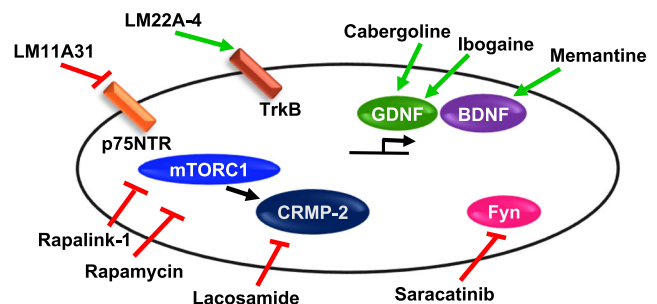 LM22A-4
Cabergoline
Ibogaine
LM11A31
Memantine
TrkB
GDNF
BDNF
p75NTR
mTORC1
CRMP-2
Fyn
Rapalink-1
Rapamycin
Lacosamide
Saracatinib